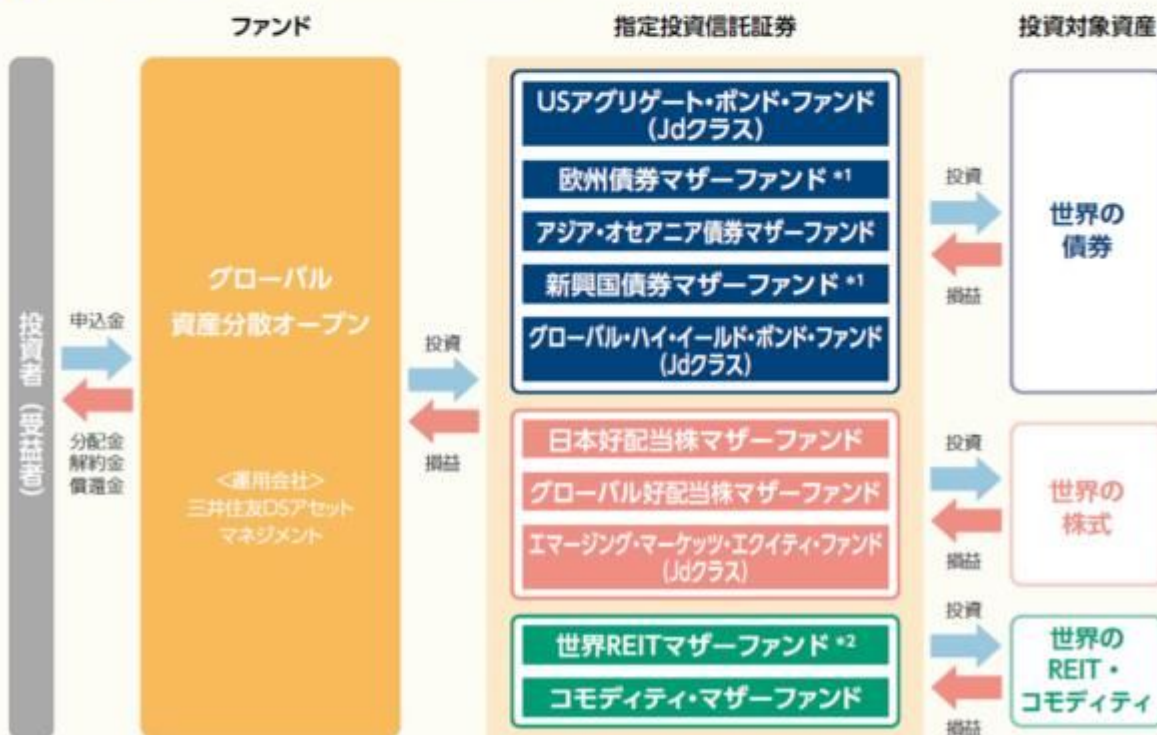 ファンド
指定投資信託証券
投資対象資産
投資者（受益者）
申込金
分配金
解約金
償還金
グローバル
資産分散オープン
<運用会社>
三井住友DSアセット
マネジメント
投資
損益
USアグリゲート・ボンド・ファンド
(Jdクラス)
欧州債券マザーファンド *1
アジア・オセアニア債券マザーファンド
新興国債券マザーファンド *1
グローバル・ハイ・イールド・ボンド・ファンド
(Jdクラス)
投資
損益
世界の
債券
日本好配当株マザーファンド
グローバル好配当株マザーファンド
エマージング・マーケッツ・エクイティ・ファンド
(Jdクラス)
投資
損益
世界の
株式
世界REITマザーファンド *2
コモディティ・マザーファンド
投資
損益
世界の
REIT・
コモディティ